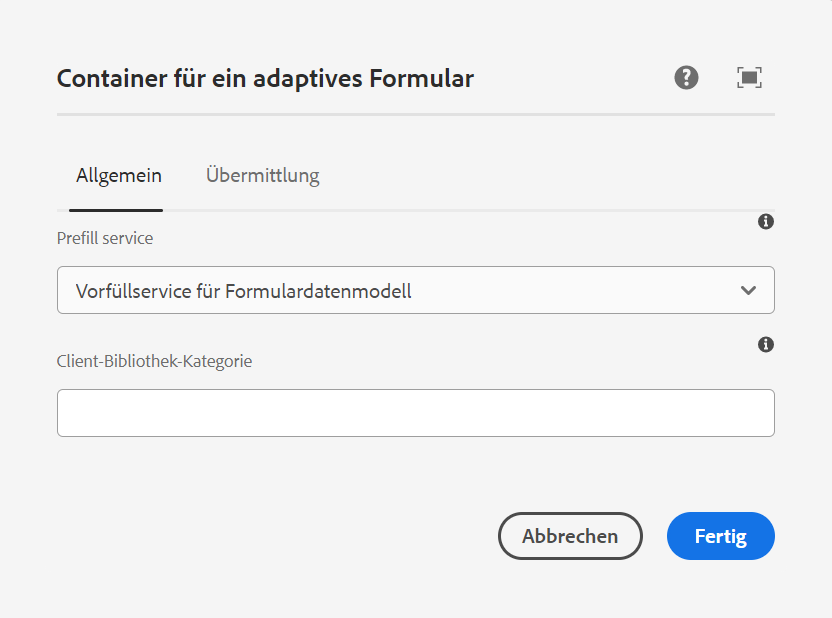 Container für ein adaptives Formular
Allgemein Übermittlung
Prefill service
Vorfüllservice für Formulardatenmodell
Client-Bibliothek-Kategorie
Abbrechen Fertig